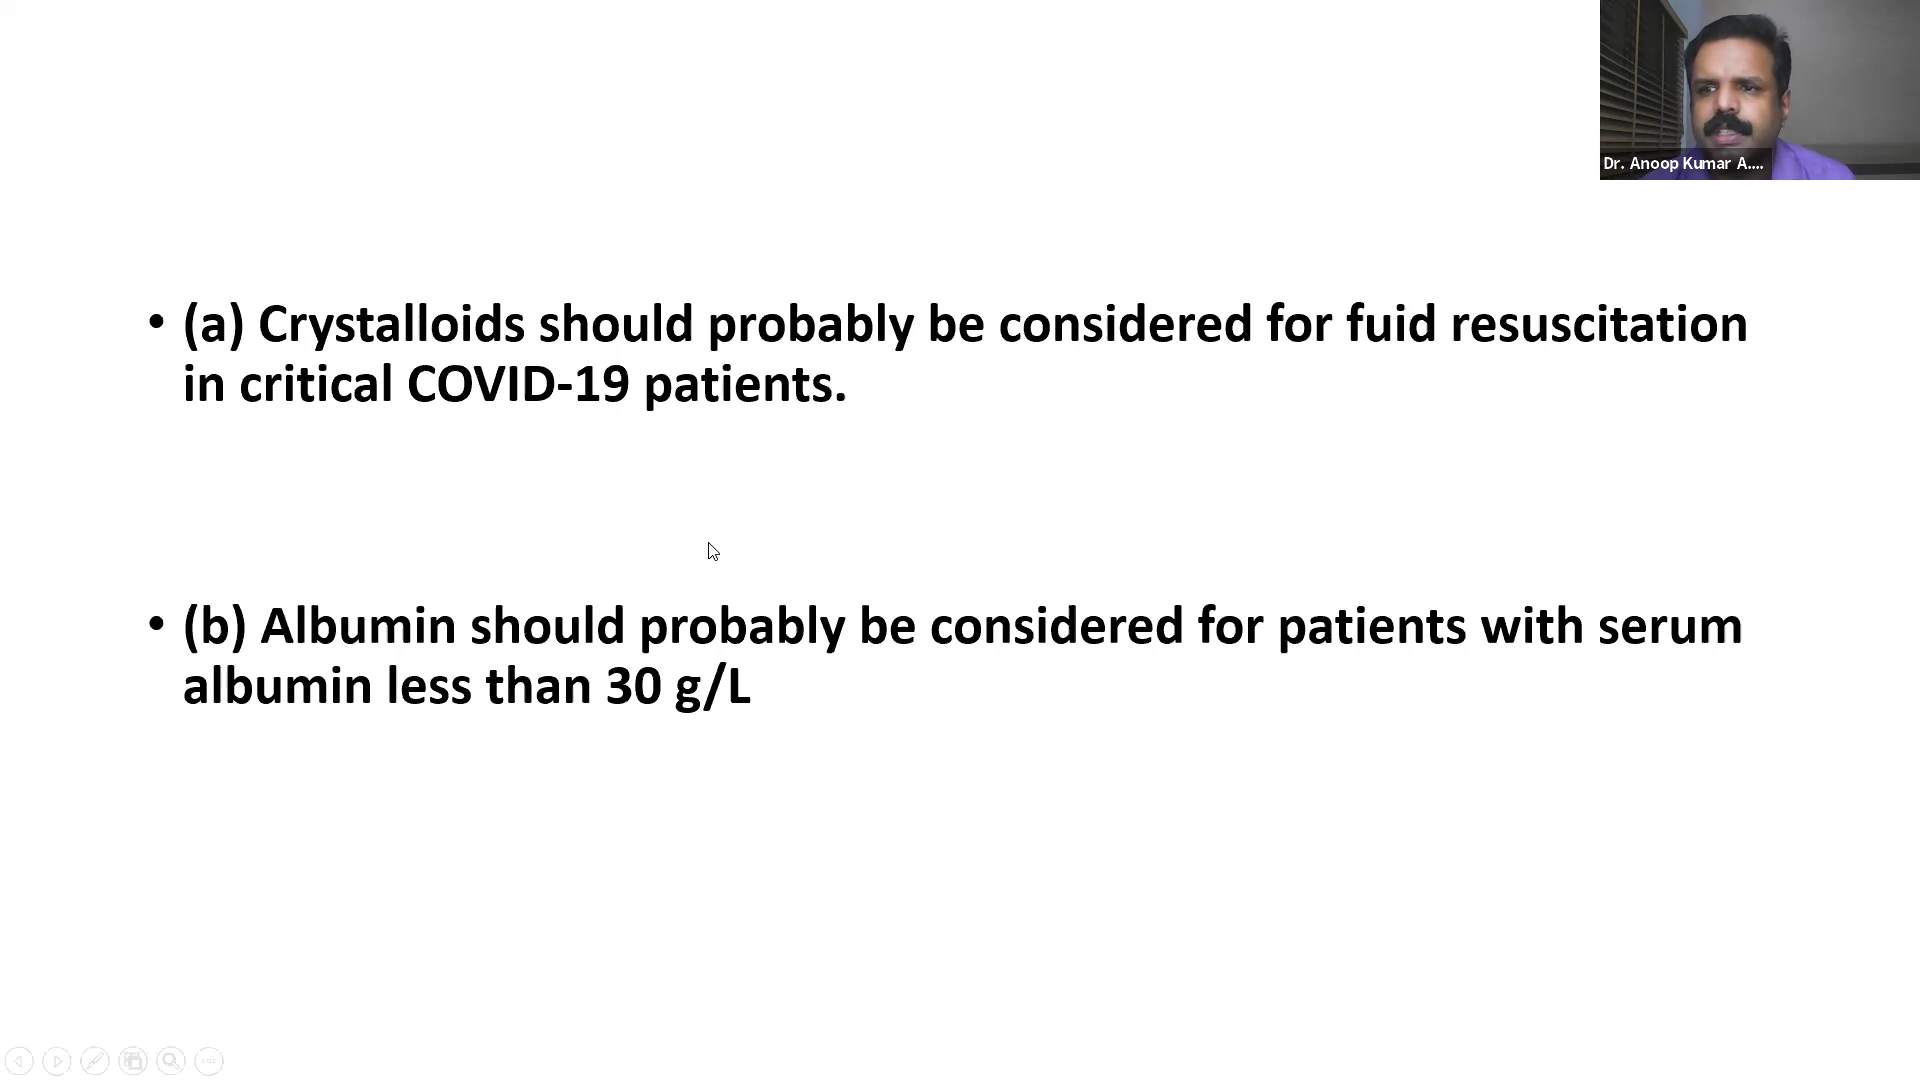 Dr. Anoop Kumar A....
• (a) Crystalloids should probably be considered for fuid resuscitation
in critical COVID-19 patients.
• (b) Albumin should probably be considered for patients with serum
albumin less than 30 g/L